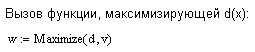 Вызов функции, максимизирующей d(x):
w := Maximize(d,v)